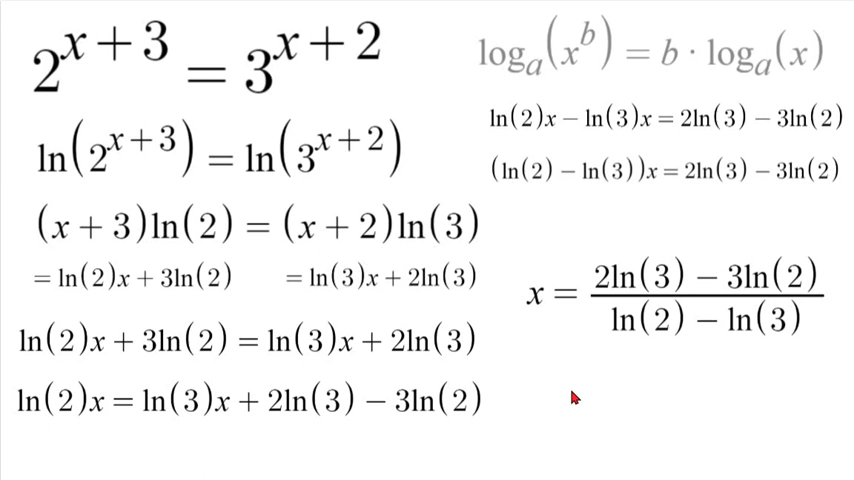 2^{x+3} = 3^{x+2}
ln(2^{x+3}) = ln(3^{x+2})
(x + 3)ln(2) = (x + 2)ln(3)
= ln(2)x + 3ln(2) = ln(3)x + 2ln(3)
ln(2)x + 3ln(2) = ln(3)x + 2ln(3)
ln(2)x = ln(3)x + 2ln(3) − 3ln(2)
log_a(x^b) = b · log_a(x)
ln(2)x − ln(3)x = 2ln(3) − 3ln(2)
(ln(2) − ln(3))x = 2ln(3) − 3ln(2)
x = \frac{2ln(3) − 3ln(2)}{ln(2) − ln(3)}